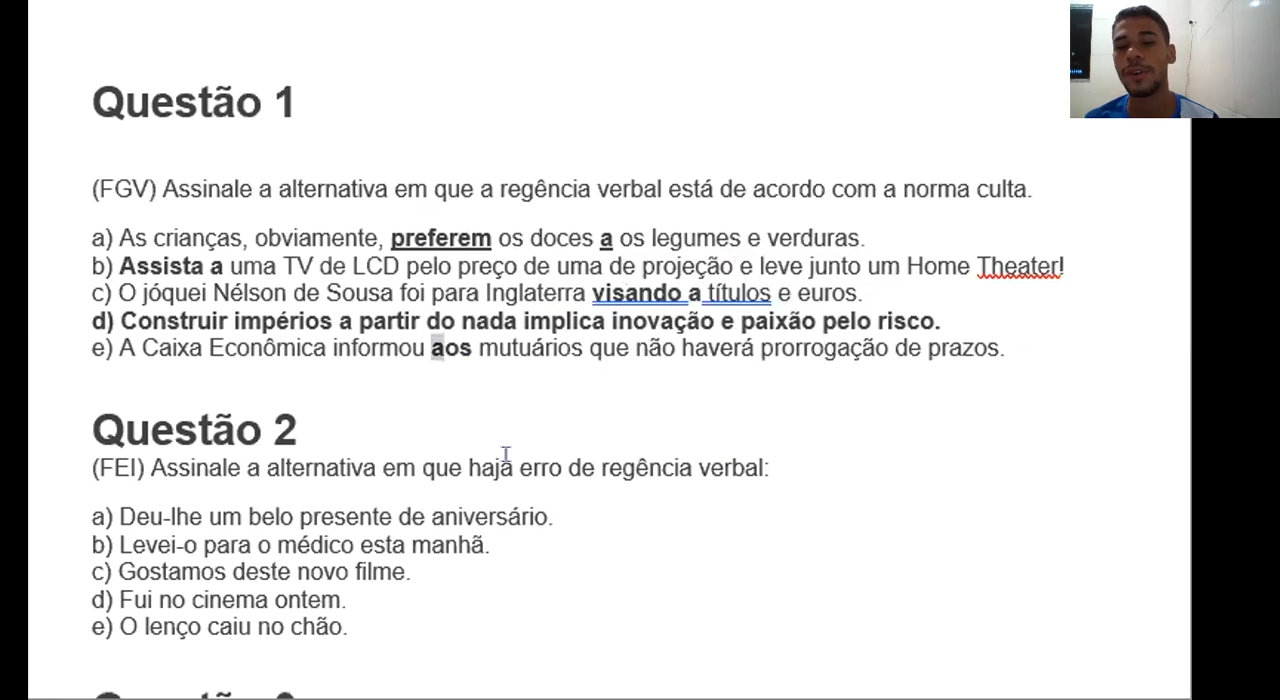 Questão 1
(FGV) Assinale a alternativa em que a regência verbal está de acordo com a norma culta.
a) As crianças, obviamente, preferem os doces a os legumes e verduras.
b) Assista a uma TV de LCD pelo preço de uma de projeção e leve junto um Home Theater!
c) O jóquei Nélson de Sousa foi para Inglaterra visando a títulos e euros.
d) Construir impérios a partir do nada implica inovação e paixão pelo risco.
e) A Caixa Econômica informou aos mutuários que não haverá prorrogação de prazos.
Questão 2
(FEI) Assinale a alternativa em que haja erro de regência verbal:
a) Deu-lhe um belo presente de aniversário.
b) Levei-o para o médico esta manhã.
c) Gostamos deste novo filme.
d) Fui no cinema ontem.
e) O lenço caiu no chão.